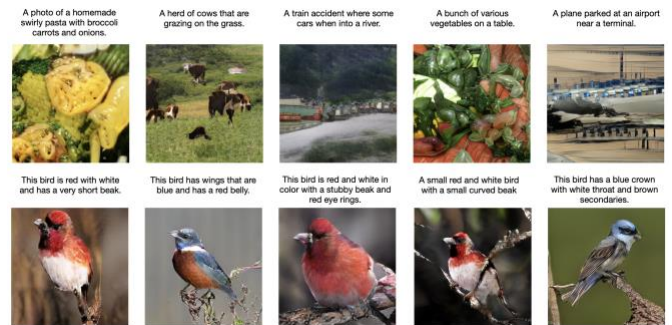 A photo of a homemade
swirly pasta with broccoli
carrots and onions.
A herd of cows that are
grazing on the grass.
A train accident where some
cars when into a river.
A bunch of various
vegetables on a table.
A plane parked at an airport
near a terminal.
This bird is red with white
and has a very short beak.
This bird has wings that are
blue and has a red belly.
This bird is red and white in
color with a stubby beak and
red eye rings.
A small red and white bird
with a small curved beak
This bird has a blue crown
with white throat and brown
secondaries.